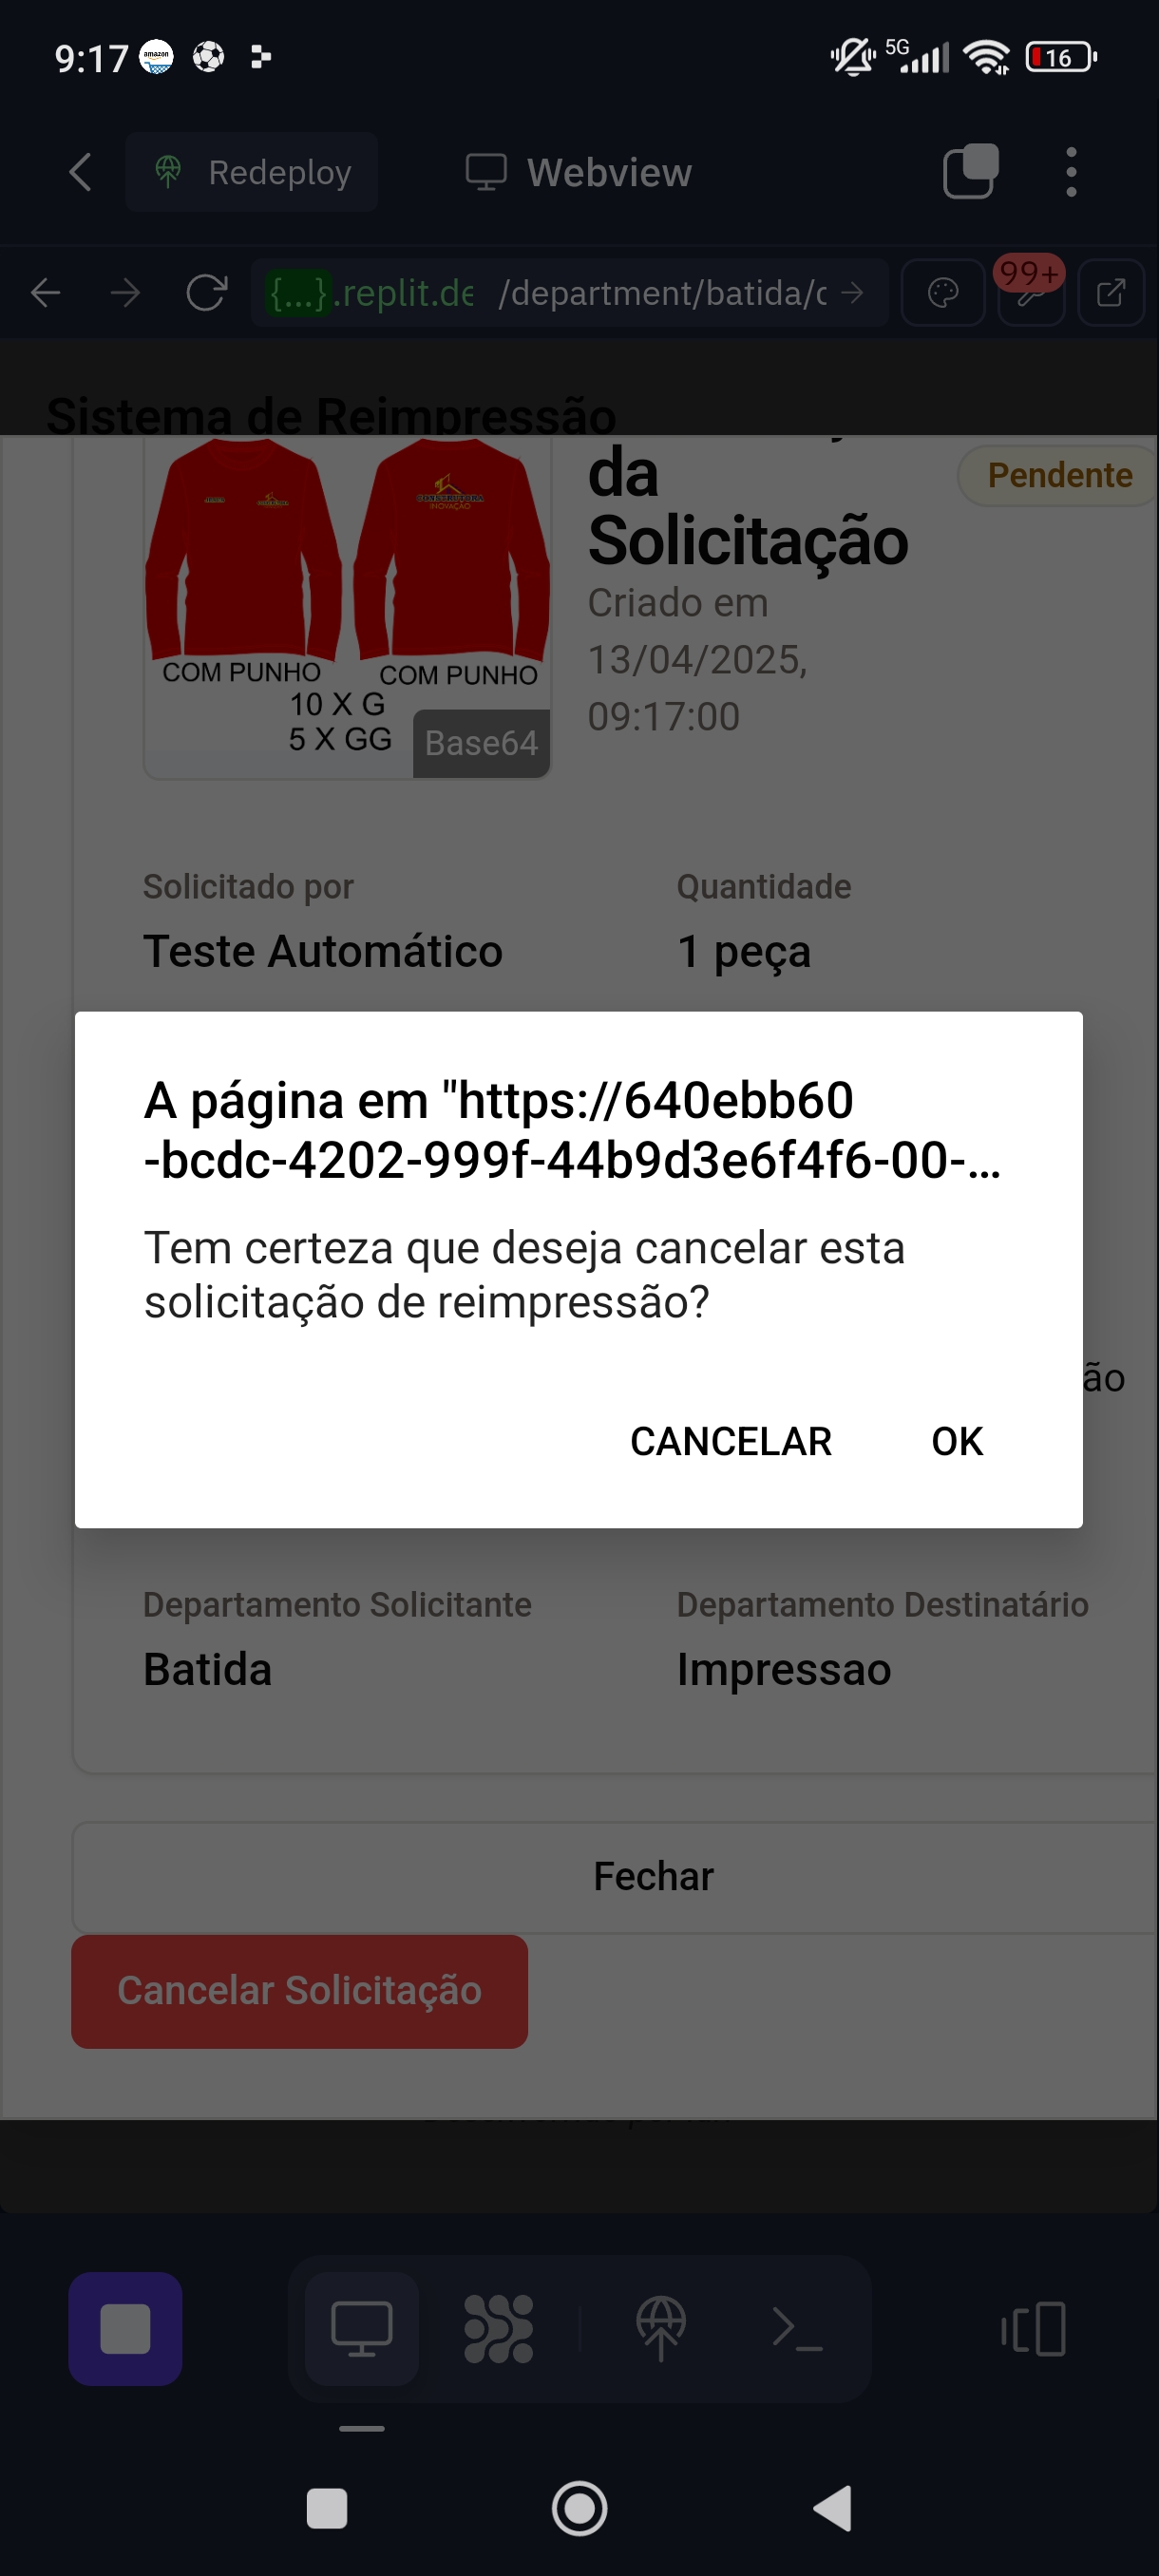 9:17
amazon
5G
16
Redeploy
Webview
{...}.replit.de
/department/batida/c
99+
Sistema de Reimpressão
da
Solicitação
Pendente
Criado em
13/04/2025,
09:17:00
CONSTRUTORA
INOVAÇÃO
COM PUNHO
COM PUNHO
10 X G
5 X GG
Base64
Solicitado por
Quantidade
Teste Automático
1 peça
A página em "https://640ebb60
-bcdc-4202-999f-44b9d3e6f4f6-00-...
Tem certeza que deseja cancelar esta
solicitação de reimpressão?
ão
CANCELAR
OK
Departamento Solicitante
Departamento Destinatário
Batida
Impressao
Fechar
Cancelar Solicitação